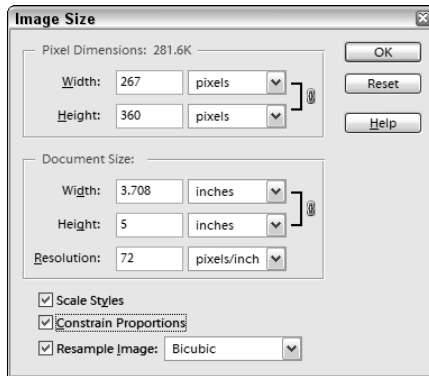 Image Size
Pixel Dimensions: 281.6K
OK
Width: 267 pixels
Reset
Height: 360 pixels
Help
Document Size:
Width: 3.708 inches
Height: 5 inches
Resolution: 72 pixels/inch
Scale Styles
Constrain Proportions
Resample Image: Bicubic